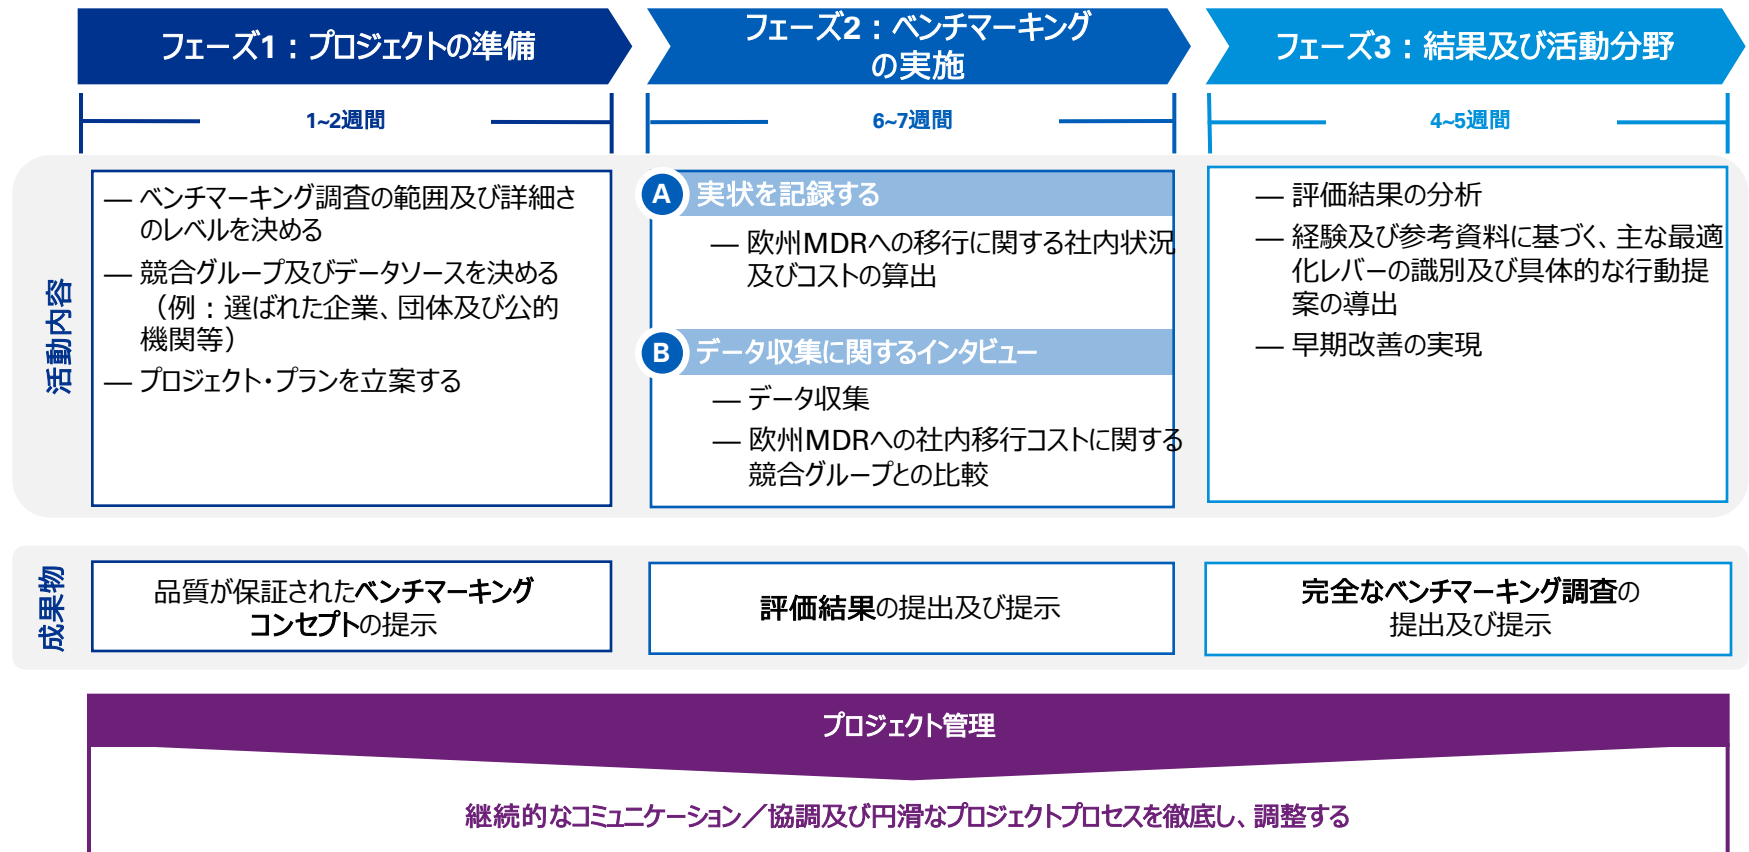 フェーズ1：プロジェクトの準備
フェーズ2：ベンチマーキング
の実施
フェーズ3：結果及び活動分野
1~2週間
6~7週間
4~5週間
活動内容
― ベンチマーキング調査の範囲及び詳細さ
のレベルを決める
― 競合グループ及びデータソースを決める
（例：選ばれた企業、団体及び公的
機関等）
― プロジェクト・プランを立案する
A 実状を記録する
― 欧州MDRへの移行に関する社内状況
及びコストの算出
B データ収集に関するインタビュー
― データ収集
― 欧州MDRへの社内移行コストに関する
競合グループとの比較
― 評価結果の分析
― 経験及び参考資料に基づく、主な最適
化レバーの識別及び具体的な行動提
案の導出
― 早期改善の実現
成果物
品質が保証されたベンチマーキング
コンセプトの提示
評価結果の提出及び提示
完全なベンチマーキング調査の
提出及び提示
プロジェクト管理
継続的なコミュニケーション／協調及び円滑なプロジェクトプロセスを徹底し、調整する